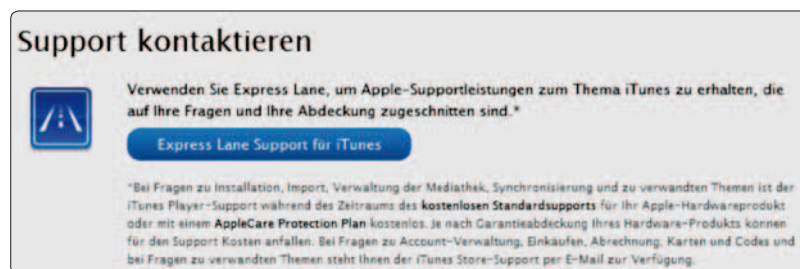 Support kontaktieren
Verwenden Sie Express Lane, um Apple-Supportleistungen zum Thema iTunes zu erhalten, die
auf Ihre Fragen und Ihre Abdeckung zugeschnitten sind.*
Express Lane Support für iTunes
*Bei Fragen zu Installation, Import, Verwaltung der Mediathek, Synchronisierung und zu verwandten Themen ist der
iTunes Player-Support während des Zeitraums des kostenlosen Standardsupports für Ihr Apple-Hardwareprodukt
oder mit einem AppleCare Protection Plan kostenlos. Je nach Garantieabdeckung Ihres Hardware-Produkts können
für den Support Kosten anfallen. Bei Fragen zu Account-Verwaltung, Einkäufen, Abrechnung, Karten und Codes und
bei Fragen zu verwandten Themen steht Ihnen der iTunes Store-Support per E-Mail zur Verfügung.